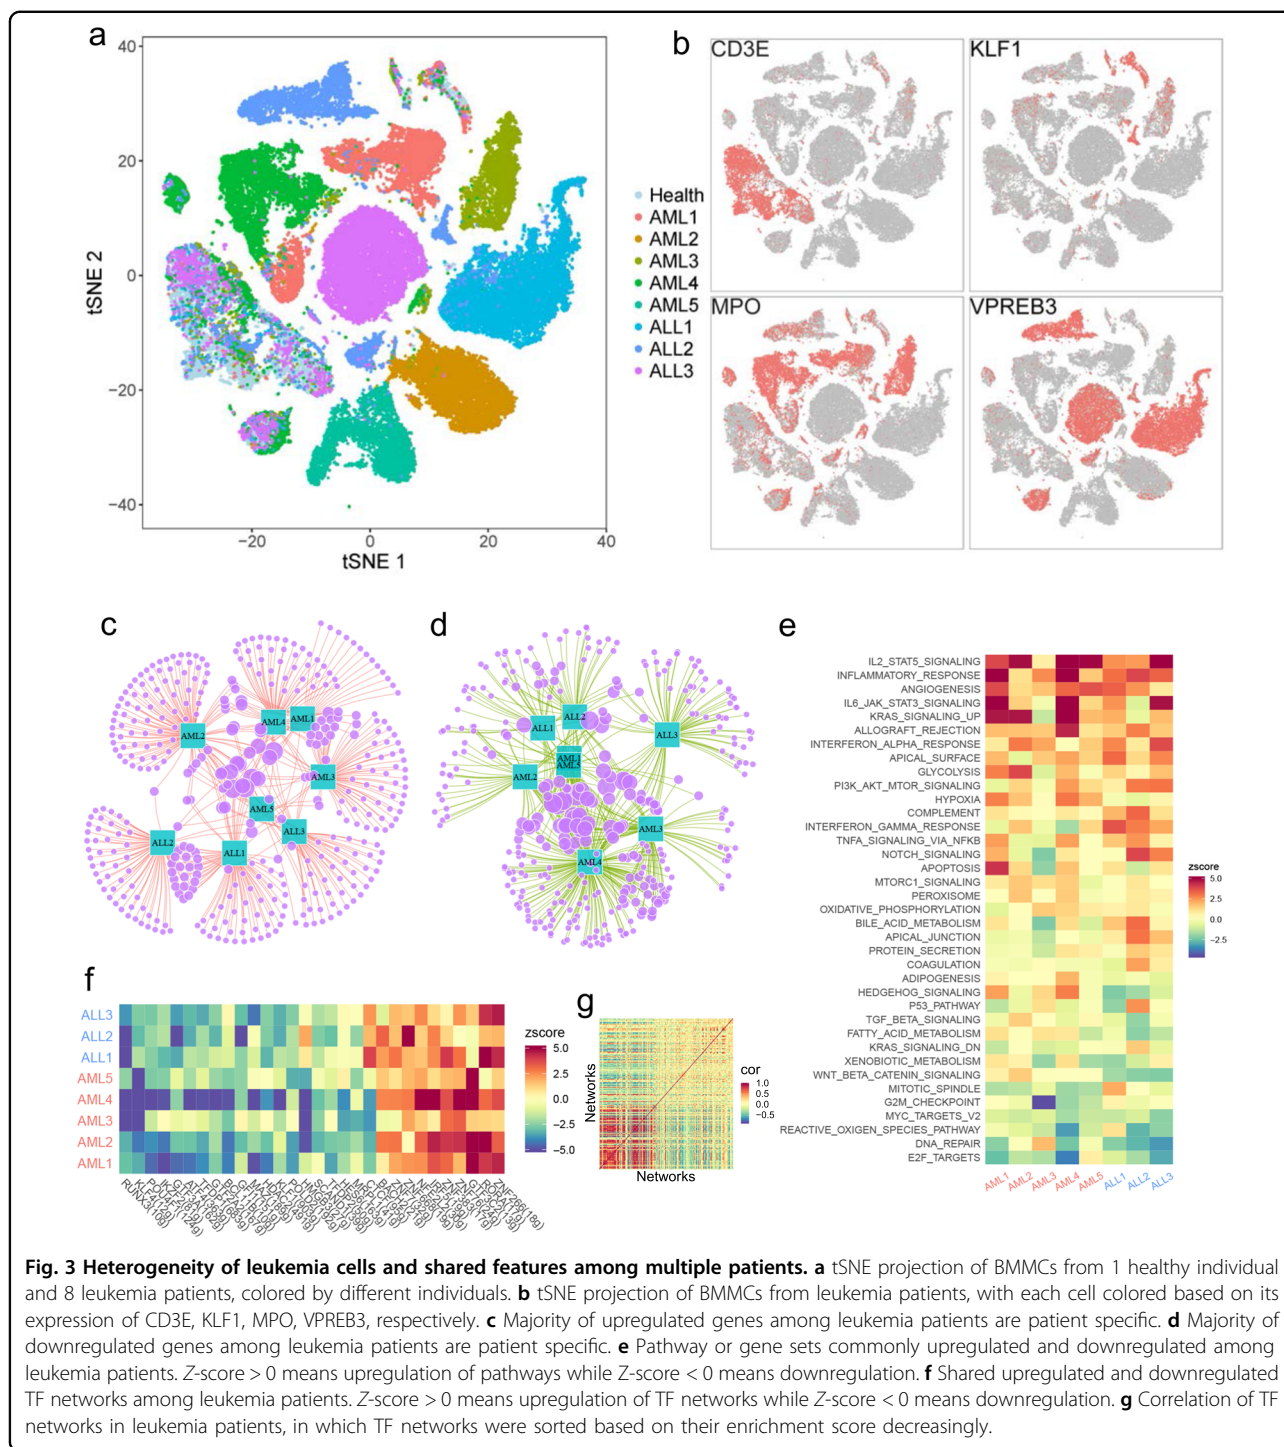 a
40
20
0
−20
−40
tSNE 2
−20
0
20
40
tSNE 1
Health
AML1
AML2
AML3
AML4
AML5
ALL1
ALL2
ALL3
b
CD3E
KLF1
MPO
VPREB3
c
AML4
AML1
AML2
AML3
AML5
ALL3
ALL2
ALL1
d
ALL2
ALL1
ALL3
AML1
AML5
AML2
AML3
AML4
e
IL2_STAT5_SIGNALING
INFLAMMATORY_RESPONSE
ANGIOGENESIS
IL6_JAK_STAT3_SIGNALING
KRAS_SIGNALING_UP
ALLOGRAFT_REJECTION
INTERFERON_ALPHA_RESPONSE
APICAL_SURFACE
GLYCOLYSIS
PI3K_AKT_MTOR_SIGNALING
HYPOXIA
COMPLEMENT
INTERFERON_GAMMA_RESPONSE
TNFA_SIGNALING_VIA_NFKB
NOTCH_SIGNALING
APOPTOSIS
MTORC1_SIGNALING
PEROXISOME
OXIDATIVE_PHOSPHORYLATION
BILE_ACID_METABOLISM
APICAL_JUNCTION
PROTEIN_SECRETION
COAGULATION
ADIPOGENESIS
HEDGEHOG_SIGNALING
P53_PATHWAY
TGF_BETA_SIGNALING
FATTY_ACID_METABOLISM
KRAS_SIGNALING_DN
XENOBIOTIC_METABOLISM
WNT_BETA_CATENIN_SIGNALING
MITOTIC_SPINDLE
G2M_CHECKPOINT
MYC_TARGETS_V2
REACTIVE_OXIGEN_SPECIES_PATHWAY
DNA_REPAIR
E2F_TARGETS
AML1 AML2 AML3 AML4 AML5 ALL1 ALL2 ALL3
zscore
5.0
2.5
0.0
−2.5
f
ALL3
ALL2
ALL1
AML5
AML4
AML3
AML2
AML1
RUNX3(10g)
ZNF266(18g)
zscore
5.0
2.5
0.0
−2.5
−5.0
g
Networks
Networks
cor
1.0
0.5
0.0
−0.5
Fig. 3 Heterogeneity of leukemia cells and shared features among multiple patients. a tSNE projection of BMMCs from 1 healthy individual
and 8 leukemia patients, colored by different individuals. b tSNE projection of BMMCs from leukemia patients, with each cell colored based on its
expression of CD3E, KLF1, MPO, VPREB3, respectively. c Majority of upregulated genes among leukemia patients are patient specific. d Majority of
downregulated genes among leukemia patients are patient specific. e Pathway or gene sets commonly upregulated and downregulated among
leukemia patients. Z-score > 0 means upregulation of pathways while Z-score < 0 means downregulation. f Shared upregulated and downregulated
TF networks among leukemia patients. Z-score > 0 means upregulation of TF networks while Z-score < 0 means downregulation. g Correlation of TF
networks in leukemia patients, in which TF networks were sorted based on their enrichment score decreasingly.